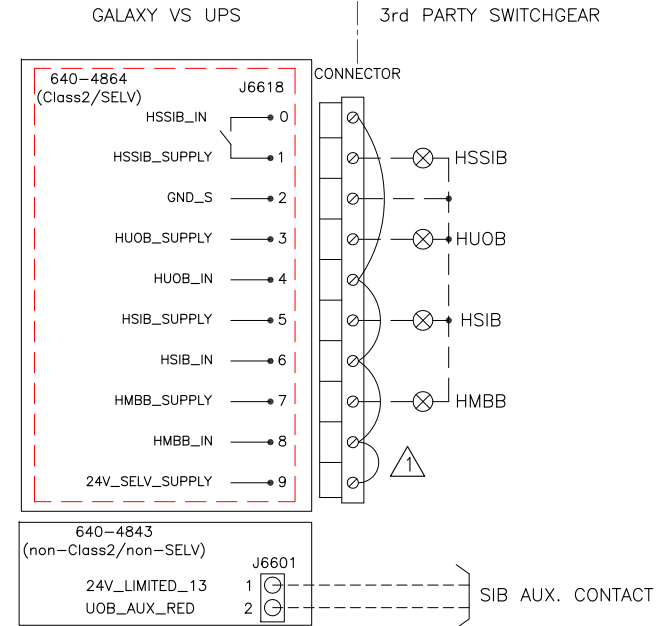 GALAXY VS UPS
3rd PARTY SWITCHGEAR
CONNECTOR
640-4864
(Class2/SELV)
J6618
HSSIB_IN 0
HSSIB_SUPPLY 1
HSSIB
GND_S 2
HUOB_SUPPLY 3
HUOB
HUOB_IN 4
HSIB_SUPPLY 5
HSIB
HSIB_IN 6
HMBB_SUPPLY 7
HMBB
HMBB_IN 8
1
24V_SELV_SUPPLY 9
640-4843
(non-Class2/non-SELV)
J6601
24V_LIMITED_13 1
UOB_AUX_RED 2
SIB AUX. CONTACT